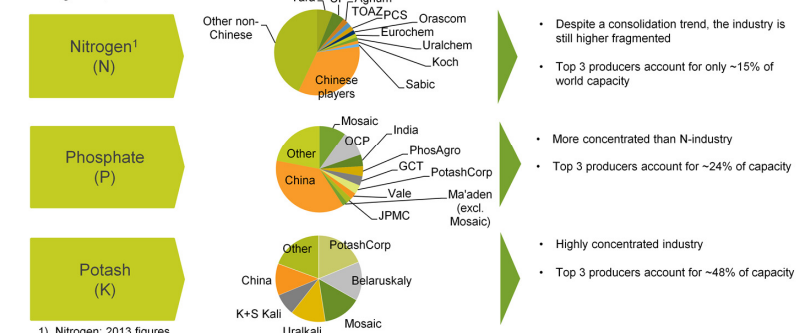 Yara
CF
Agrium
TOAZ
PCS
Orascom
Eurochem
Uralchem
Koch
Sabic
Other non-
Chinese
Chinese
players
Nitrogen1
(N)
• Despite a consolidation trend, the industry is
still higher fragmented
• Top 3 producers account for only ~15% of
world capacity
Phosphate
(P)
Mosaic
OCP
India
PhosAgro
GCT
PotashCorp
Vale
Ma'aden
(excl.
Mosaic)
JPMC
China
Other
• More concentrated than N-industry
• Top 3 producers account for ~24% of capacity
Potash
(K)
Other
PotashCorp
China
Belaruskaly
K+S Kali
Uralkali
Mosaic
• Highly concentrated industry
• Top 3 producers account for ~48% of capacity
1) Nitrogen: 2013 figures